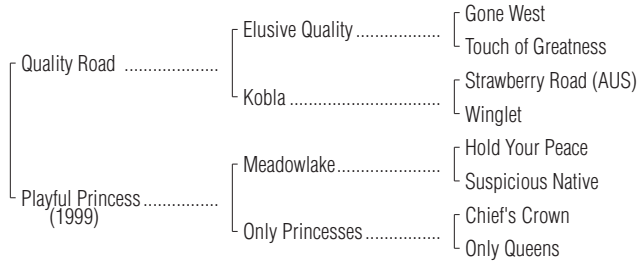 Gone West
Elusive Quality ..................
Touch of Greatness
Quality Road ...................
Strawberry Road (AUS)
Kobla ................................
Winglet
Hold Your Peace
Meadowlake......................
Suspicious Native
Playful Princess ...............
(1999)
Chief's Crown
Only Princesses ................
Only Queens